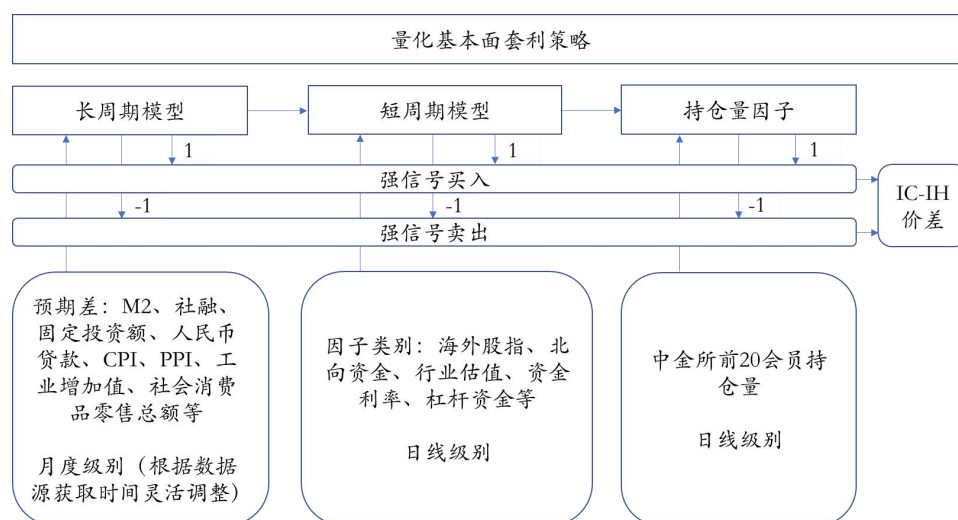 量化基本面套利策略
长周期模型
短周期模型
持仓量因子
1
1
1
强信号买入
-1
-1
-1
强信号卖出
IC-IH
价差
预期差：M2、社融、
固定投资额、人民币
贷款、CPI、PPI、工
业增加值、社会消费
品零售总额等
月度级别（根据数据
源获取时间灵活调整）
因子类别：海外股指、北
向资金、行业估值、资金
利率、杠杆资金等
日线级别
中金所前20会员持
仓量
日线级别